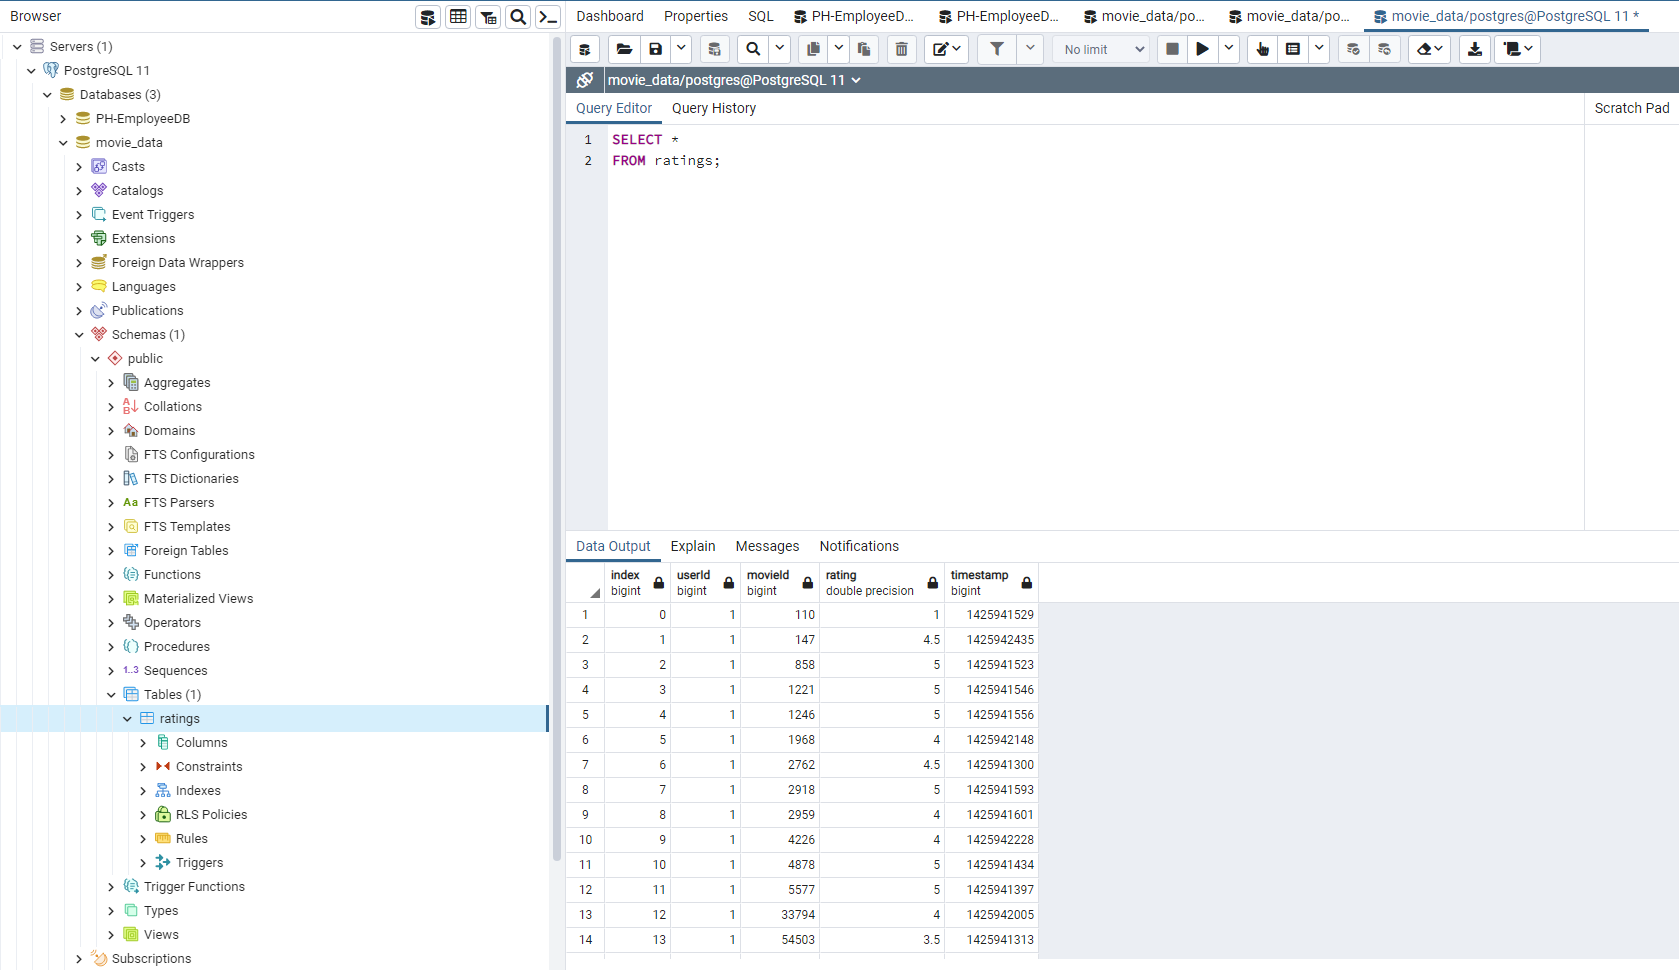 Browser
Servers (1)
PostgreSQL 11
Databases (3)
PH-EmployeeDB
movie_data
Casts
Catalogs
Event Triggers
Extensions
Foreign Data Wrappers
Languages
Publications
Schemas (1)
public
Aggregates
Collations
Domains
FTS Configurations
FTS Dictionaries
Aa FTS Parsers
FTS Templates
Foreign Tables
Functions
Materialized Views
Operators
Procedures
1..3 Sequences
Tables (1)
ratings
Columns
Constraints
Indexes
RLS Policies
Rules
Triggers
Trigger Functions
Types
Views
Subscriptions
Dashboard Properties SQL PH-EmployeeD... PH-EmployeeD... movie_data/po... movie_data/po... movie_data/postgres@PostgreSQL 11 *
No limit
movie_data/postgres@PostgreSQL 11
Query Editor Query History Scratch Pad
1 SELECT *
2 FROM ratings;
Data Output Explain Messages Notifications
index userId movieId rating timestamp
bigint bigint bigint double precision bigint
1 0 1 110 1 1425941529
2 1 1 147 4.5 1425942435
3 2 1 858 5 1425941523
4 3 1 1221 5 1425941546
5 4 1 1246 5 1425941556
6 5 1 1968 4 1425942148
7 6 1 2762 4.5 1425941300
8 7 1 2918 5 1425941593
9 8 1 2959 4 1425941601
10 9 1 4226 4 1425942228
11 10 1 4878 5 1425941434
12 11 1 5577 5 1425941397
13 12 1 33794 4 1425942005
14 13 1 54503 3.5 1425941313